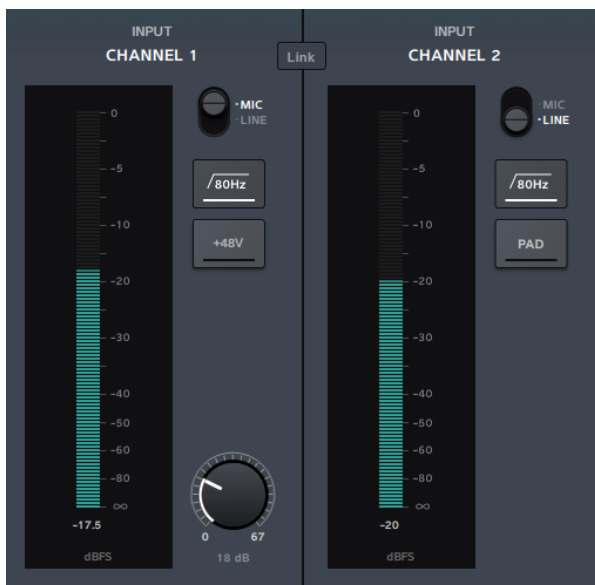 INPUT
CHANNEL 1
Link
INPUT
CHANNEL 2
0
-5
-10
-20
-30
-40
-50
-60
-80
∞
-17.5
dBFS
MIC
LINE
80Hz
+48V
0 67
18 dB
0
-5
-10
-20
-30
-40
-50
-60
-80
∞
-20
dBFS
MIC
LINE
80Hz
PAD